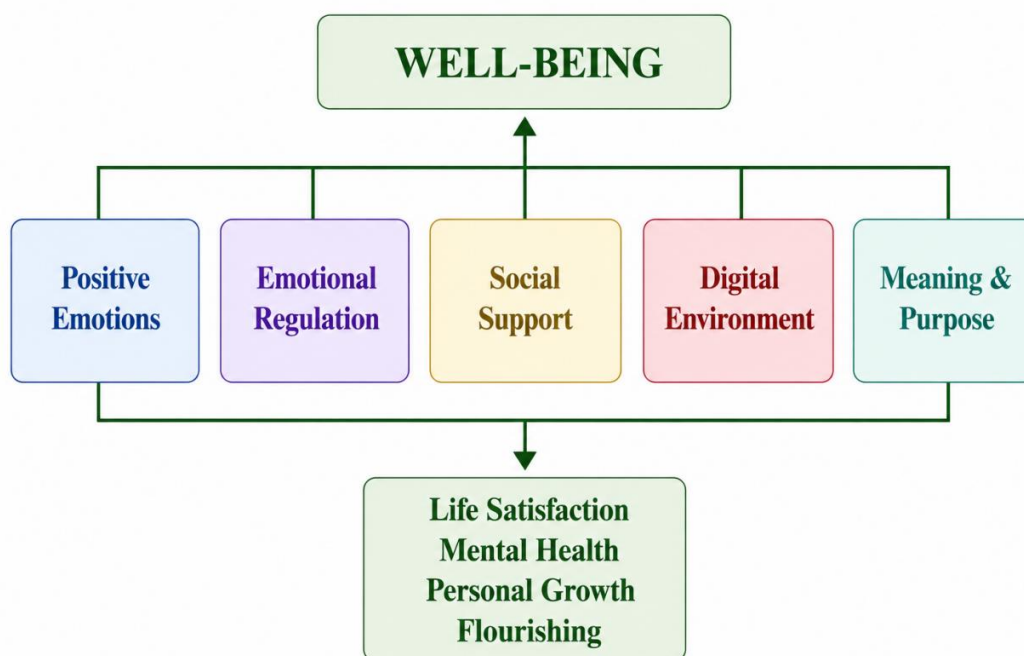 WELL-BEING
Positive
Emotions
Emotional
Regulation
Social
Support
Digital
Environment
Meaning &
Purpose
Life Satisfaction
Mental Health
Personal Growth
Flourishing